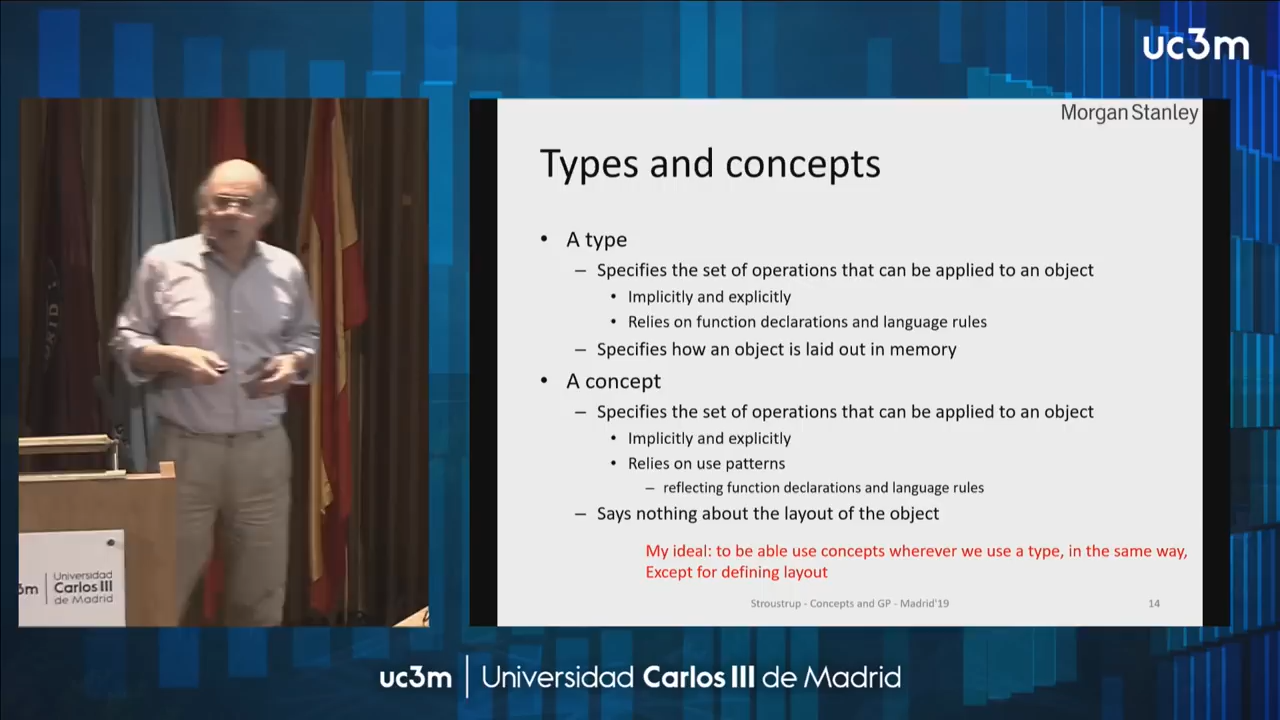 uc3m
Morgan Stanley
Types and concepts
• A type
– Specifies the set of operations that can be applied to an object
• Implicitly and explicitly
• Relies on function declarations and language rules
– Specifies how an object is laid out in memory
• A concept
– Specifies the set of operations that can be applied to an object
• Implicitly and explicitly
• Relies on use patterns
– reflecting function declarations and language rules
– Says nothing about the layout of the object
My ideal: to be able use concepts wherever we use a type, in the same way,
Except for defining layout
Stroustrup - Concepts and GP - Madrid'19
14
3m
Universidad
Carlos III
de Madrid
uc3m | Universidad Carlos III de Madrid